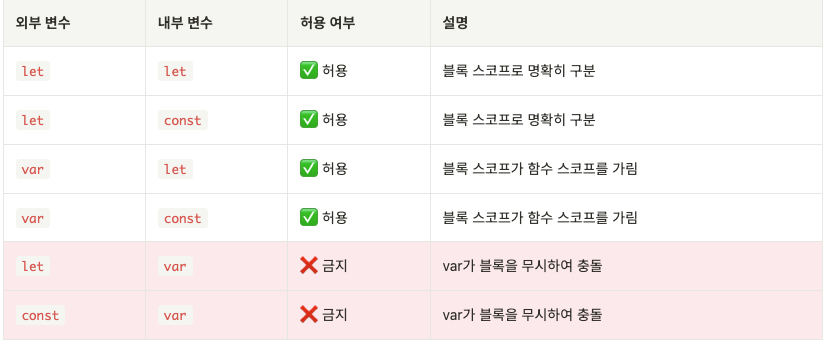 외부 변수 내부 변수 허용 여부 설명
let let ✅ 허용 블록 스코프로 명확히 구분
let const ✅ 허용 블록 스코프로 명확히 구분
var let ✅ 허용 블록 스코프가 함수 스코프를 가림
var const ✅ 허용 블록 스코프가 함수 스코프를 가림
let var ❌ 금지 var가 블록을 무시하여 충돌
const var ❌ 금지 var가 블록을 무시하여 충돌